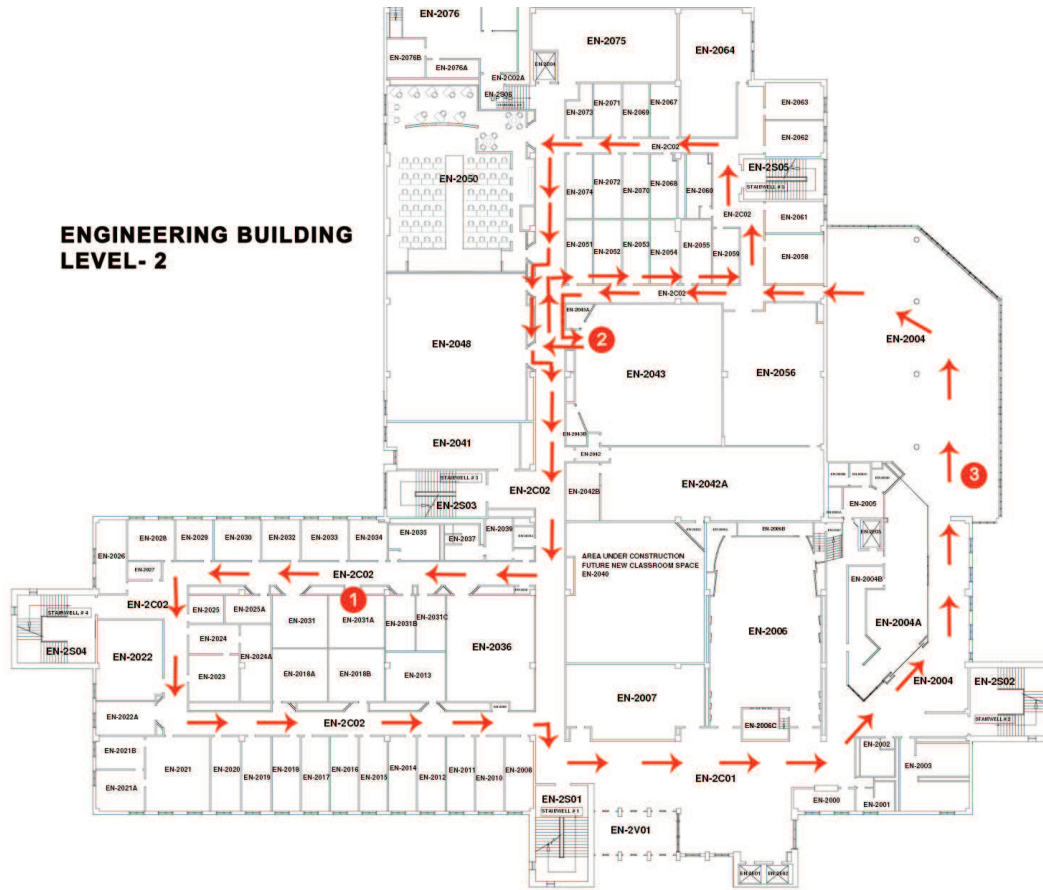 EN-2076
EN-2075
EN-2064
EN-2076B
EN-2076A
EN-2C02A
EN-2S06
EN-2073
EN-2071
EN-2069
EN-2067
EN-2063
EN-2062
EN-2C02
EN-2050
EN-2074
EN-2072
EN-2070
EN-2068
EN-2060
EN-2S05
STAIRWELL # 5
EN-2C02
EN-2061
ENGINEERING BUILDING
LEVEL- 2
EN-2051
EN-2052
EN-2053
EN-2054
EN-2055
EN-2059
EN-2058
EN-2C02
EN-2043A
2
EN-2048
EN-2043
EN-2056
EN-2004
EN-2041
EN-2043B
EN-2042
STAIRWELL # 3
EN-2S03
EN-2C02
EN-2042B
EN-2042A
3
EN-2005
EN-2026
EN-2028
EN-2029
EN-2030
EN-2032
EN-2033
EN-2034
EN-2035
EN-2037
EN-2039
EN-2027
EN-2C02
AREA UNDER CONSTRUCTION
FUTURE NEW CLASSROOM SPACE
EN-2040
EN-2006B
EN-2004B
EN-2C02
1
STAIRWELL # 4
EN-2S04
EN-2025
EN-2025A
EN-2031
EN-2031A
EN-2031B
EN-2031C
EN-2036
EN-2006
EN-2004A
EN-2022
EN-2024
EN-2024A
EN-2023
EN-2018A
EN-2018B
EN-2013
EN-2007
EN-2004
EN-2S02
STAIRWELL # 2
EN-2022A
EN-2C02
EN-2006C
EN-2021B
EN-2021A
EN-2021
EN-2020
EN-2019
EN-2018
EN-2017
EN-2016
EN-2015
EN-2014
EN-2012
EN-2011
EN-2010
EN-2008
EN-2C01
EN-2002
EN-2003
EN-2S01
STAIRWELL # 1
EN-2000
EN-2001
EN-2V01